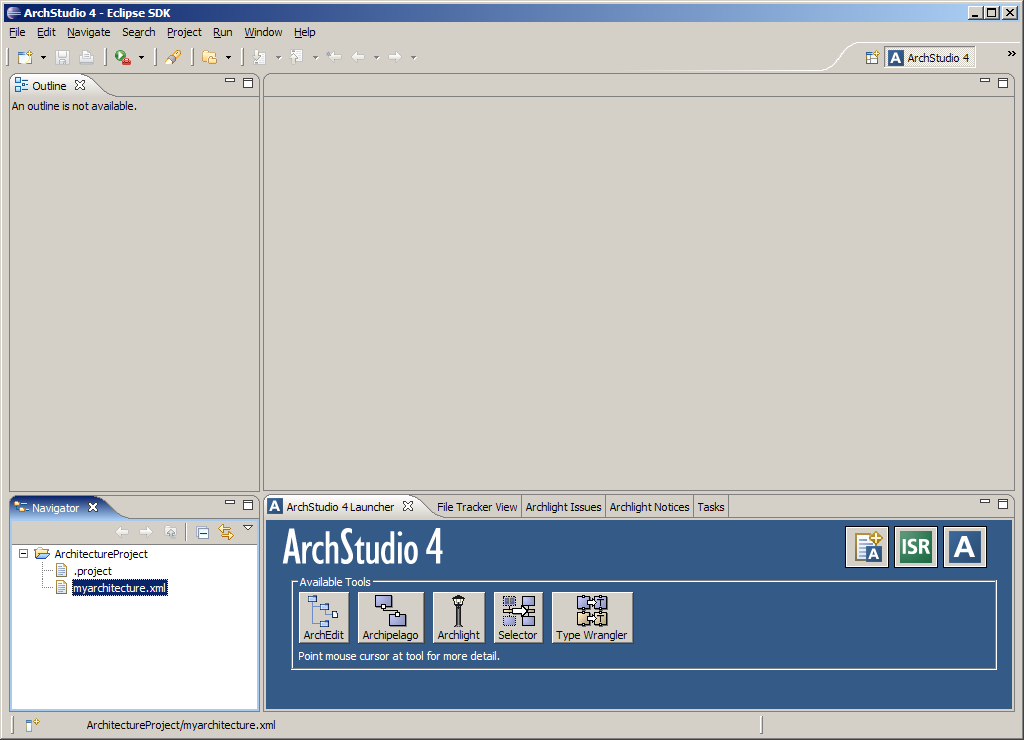 ArchStudio 4 - Eclipse SDK
File Edit Navigate Search Project Run Window Help
A ArchStudio 4 »
Outline
An outline is not available.
Navigator
ArchitectureProject
.project
myarchitecture.xml
A ArchStudio 4 Launcher File Tracker View Archlight Issues Archlight Notices Tasks
ArchStudio 4 A ISR A
Available Tools
ArchEdit Archipelago Archlight Selector Type Wrangler
Point mouse cursor at tool for more detail.
ArchitectureProject/myarchitecture.xml